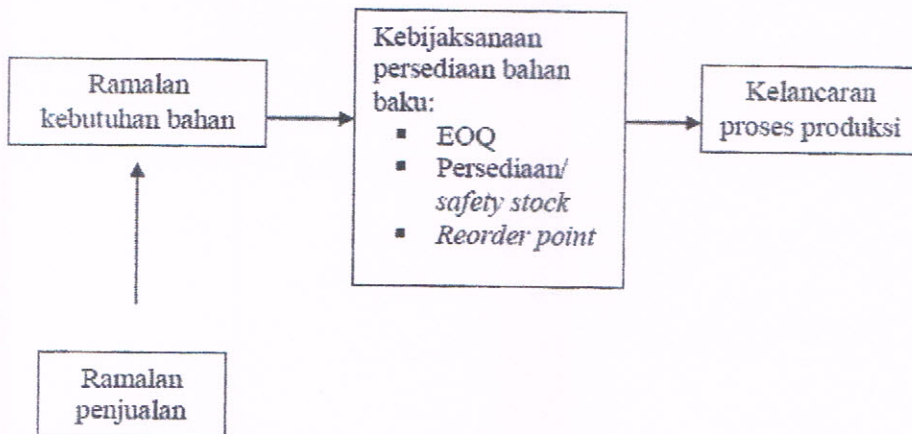 Ramalan
kebutuhan bahan
Kebijaksanaan
persediaan bahan
baku:
▪ EOQ
▪ Persediaan/
safety stock
▪ Reorder point
Kelancaran
proses produksi
Ramalan
penjualan